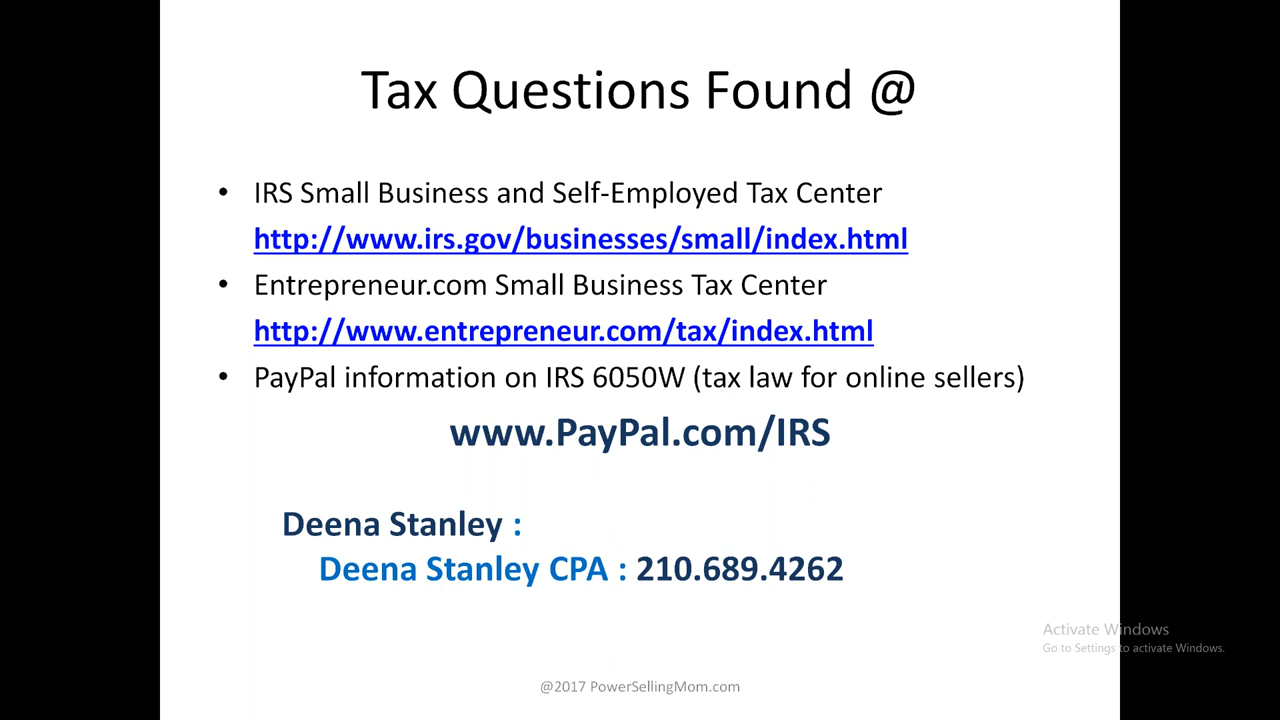 Tax Questions Found @
• IRS Small Business and Self-Employed Tax Center
http://www.irs.gov/businesses/small/index.html
• Entrepreneur.com Small Business Tax Center
http://www.entrepreneur.com/tax/index.html
• PayPal information on IRS 6050W (tax law for online sellers)
www.PayPal.com/IRS
Deena Stanley :
Deena Stanley CPA : 210.689.4262
Activate Windows
Go to Settings to activate Windows.
@2017 PowerSellingMom.com